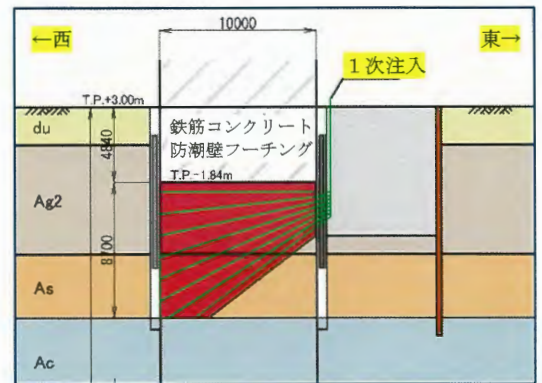 10000
←西
東→
1次注入
T.P.+3.00m
du
4840
鉄筋コンクリート
防潮壁フーチング
T.P.-1.84m
Ag2
8700
As
Ac